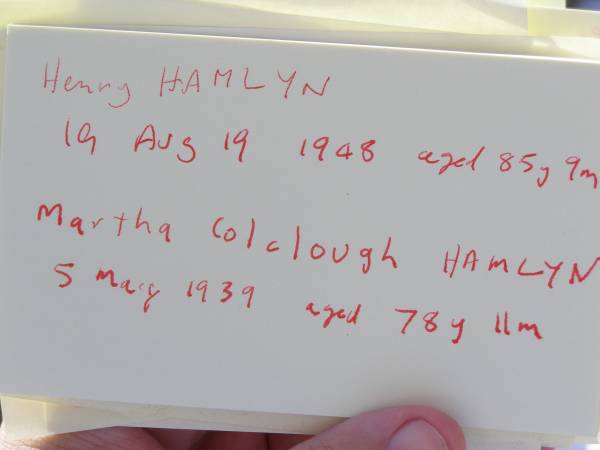 Henry HAMLYN
19 Aug 19 1948 aged 85y 9m
Martha Colclough HAMLYN
5 May 1939 aged 78y 11m